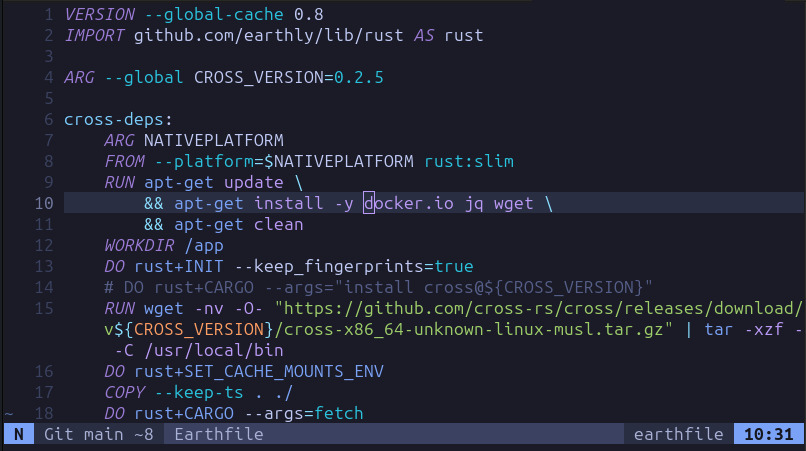 1 VERSION --global-cache 0.8
2 IMPORT github.com/earthly/lib/rust AS rust
3
4 ARG --global CROSS_VERSION=0.2.5
5
6 cross-deps:
7 ARG NATIVEPLATFORM
8 FROM --platform=$NATIVEPLATFORM rust:slim
9 RUN apt-get update \
10 && apt-get install -y docker.io jq wget \
11 && apt-get clean
12 WORKDIR /app
13 DO rust+INIT --keep_fingerprints=true
14 # DO rust+CARGO --args="install cross@${CROSS_VERSION}"
15 RUN wget -nv -O- "https://github.com/cross-rs/cross/releases/download/
v${CROSS_VERSION}/cross-x86_64-unknown-linux-musl.tar.gz" | tar -xzf -
-C /usr/local/bin
16 DO rust+SET_CACHE_MOUNTS_ENV
17 COPY --keep-ts . ./
~ 18 DO rust+CARGO --args=fetch
N Git main ~8 Earthfile earthfile 10:31